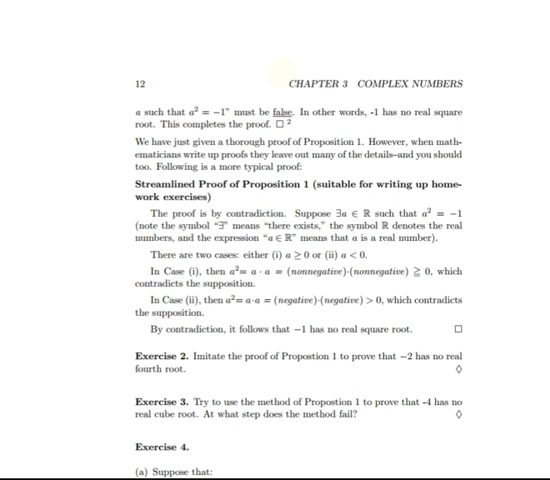 12 CHAPTER 3 COMPLEX NUMBERS
a such that a² = −1” must be false. In other words, -1 has no real square
root. This completes the proof. □ ²
We have just given a thorough proof of Proposition 1. However, when math-
ematicians write up proofs they leave out many of the details–and you should
too. Following is a more typical proof:
Streamlined Proof of Proposition 1 (suitable for writing up home-
work exercises)
The proof is by contradiction. Suppose ∃a ∈ ℝ such that a² = −1
(note the symbol “∃” means “there exists,” the symbol ℝ denotes the real
numbers, and the expression “a ∈ ℝ” means that a is a real number).
There are two cases: either (i) a ≥ 0 or (ii) a < 0.
In Case (i), then a²= a · a = (nonnegative)·(nonnegative) ≧ 0, which
contradicts the supposition.
In Case (ii), then a²= a·a = (negative)·(negative) > 0, which contradicts
the supposition.
By contradiction, it follows that −1 has no real square root. □
Exercise 2. Imitate the proof of Propostion 1 to prove that −2 has no real
fourth root. ◊
Exercise 3. Try to use the method of Propostion 1 to prove that -4 has no
real cube root. At what step does the method fail? ◊
Exercise 4.
(a) Suppose that: